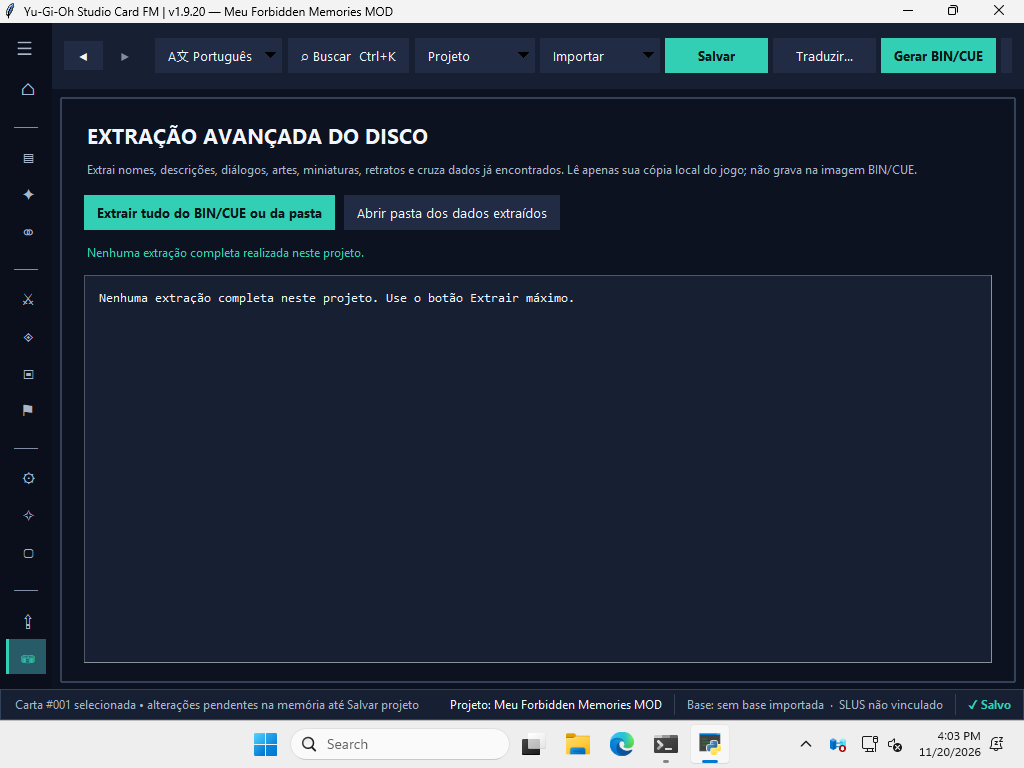 Yu-Gi-Oh Studio Card FM | v1.9.20 — Meu Forbidden Memories MOD
A文 Português
Buscar Ctrl+K
Projeto
Importar
Salvar
Traduzir...
Gerar BIN/CUE
EXTRAÇÃO AVANÇADA DO DISCO
Extrai nomes, descrições, diálogos, artes, miniaturas, retratos e cruza dados já encontrados. Lê apenas sua cópia local do jogo; não grava na imagem BIN/CUE.
Extrair tudo do BIN/CUE ou da pasta
Abrir pasta dos dados extraídos
Nenhuma extração completa realizada neste projeto.
Nenhuma extração completa neste projeto. Use o botão Extrair máximo.
Carta #001 selecionada • alterações pendentes na memória até Salvar projeto
Projeto: Meu Forbidden Memories MOD
Base: sem base importada · SLUS não vinculado
✓ Salvo
Search
4:03 PM
11/20/2026